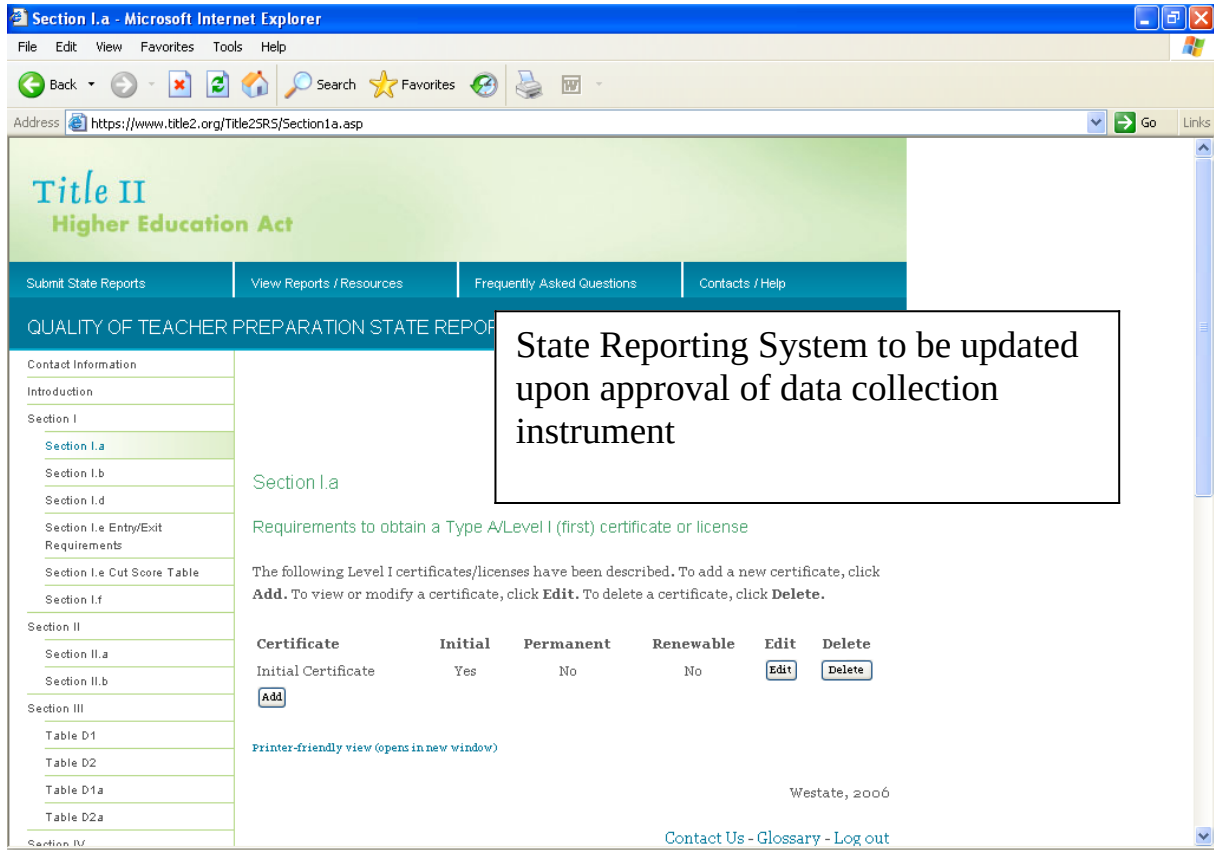 Section I.a - Microsoft Internet Explorer
File Edit View Favorites Tools Help
Back Search Favorites
Address https://www.title2.org/Title2SRS/Section1a.asp Go Links
Title II
Higher Education Act
Submit State Reports View Reports / Resources Frequently Asked Questions Contacts / Help
QUALITY OF TEACHER PREPARATION STATE
State Reporting System to be updated
upon approval of data collection
instrument
Contact Information
Introduction
Section I
Section I.a
Section I.b
Section I.d
Section I.e Entry/Exit
Requirements
Section I.e Cut Score Table
Section I.f
Section II
Section II.a
Section II.b
Section III
Table D1
Table D2
Table D1a
Table D2a
Section IV
Section I.a
Requirements to obtain a Type A/Level I (first) certificate or license
The following Level I certificates/licenses have been described. To add a new certificate, click
Add. To view or modify a certificate, click Edit. To delete a certificate, click Delete.
Certificate Initial Permanent Renewable Edit Delete
Initial Certificate Yes No No Edit Delete
Add
Printer-friendly view (opens in new window)
Westate, 2006
Contact Us - Glossary - Log out